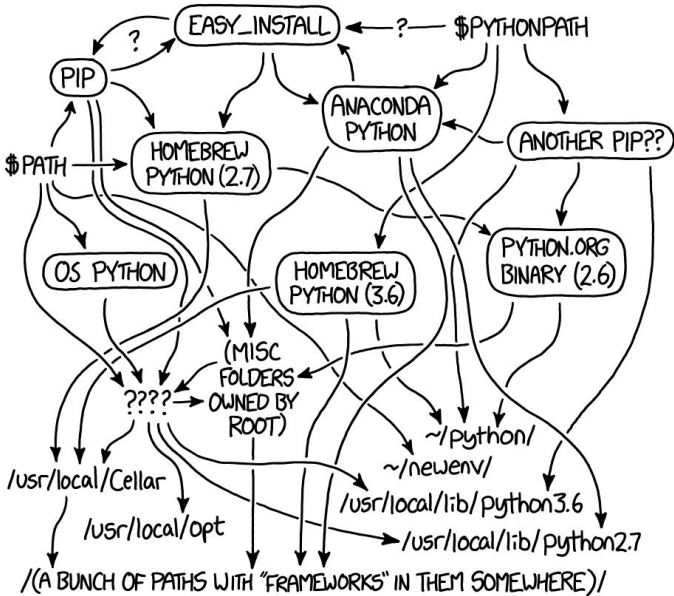 EASY_INSTALL
$PYTHONPATH
?
?
PIP
ANACONDA
PYTHON
ANOTHER PIP??
HOMEBREW
PYTHON (2.7)
$PATH
OS PYTHON
HOMEBREW
PYTHON (3.6)
PYTHON.ORG
BINARY (2.6)
(MISC
FOLDERS
OWNED BY
ROOT)
????
~/python/
~/newenv/
/usr/local/Cellar
/usr/local/lib/python3.6
/usr/local/opt
/usr/local/lib/python2.7
/(A BUNCH OF PATHS WITH "FRAMEWORKS" IN THEM SOMEWHERE)/